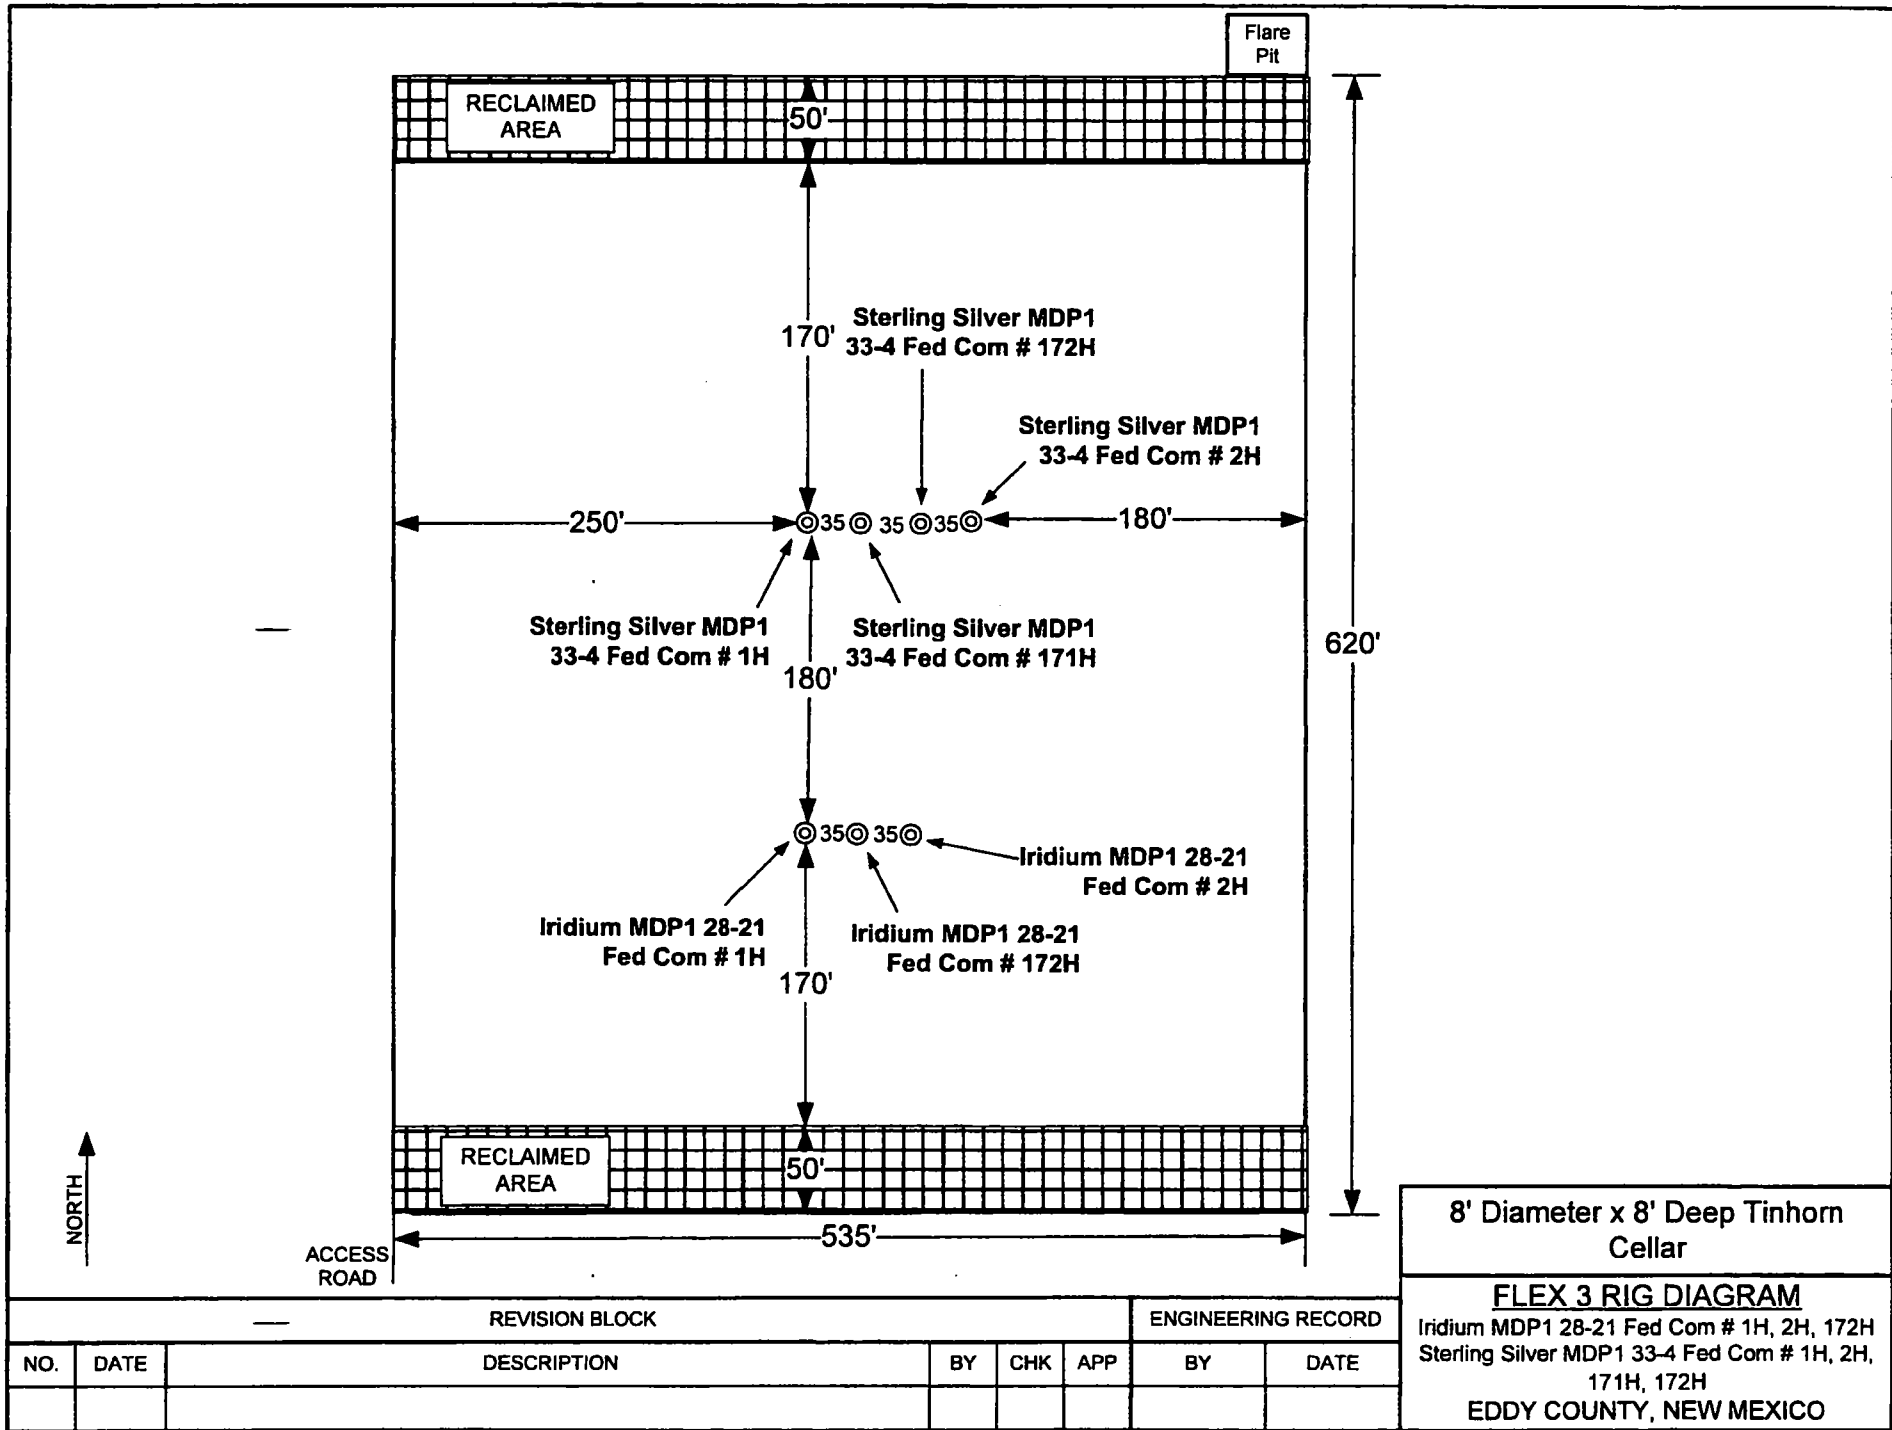 Flare
Pit
RECLAIMED
AREA
50'
170'
Sterling Silver MDP1
33-4 Fed Com # 172H
Sterling Silver MDP1
33-4 Fed Com # 2H
250'
35
35
35
180'
Sterling Silver MDP1
33-4 Fed Com # 1H
Sterling Silver MDP1
33-4 Fed Com # 171H
180'
620'
35
35
Iridium MDP1 28-21
Fed Com # 2H
Iridium MDP1 28-21
Fed Com # 1H
Iridium MDP1 28-21
Fed Com # 172H
170'
RECLAIMED
AREA
50'
NORTH
535'
ACCESS
ROAD
8' Diameter x 8' Deep Tinhorn
Cellar
FLEX 3 RIG DIAGRAM
Iridium MDP1 28-21 Fed Com # 1H, 2H, 172H
Sterling Silver MDP1 33-4 Fed Com # 1H, 2H,
171H, 172H
EDDY COUNTY, NEW MEXICO
REVISION BLOCK
ENGINEERING RECORD
NO.
DATE
DESCRIPTION
BY
CHK
APP
BY
DATE